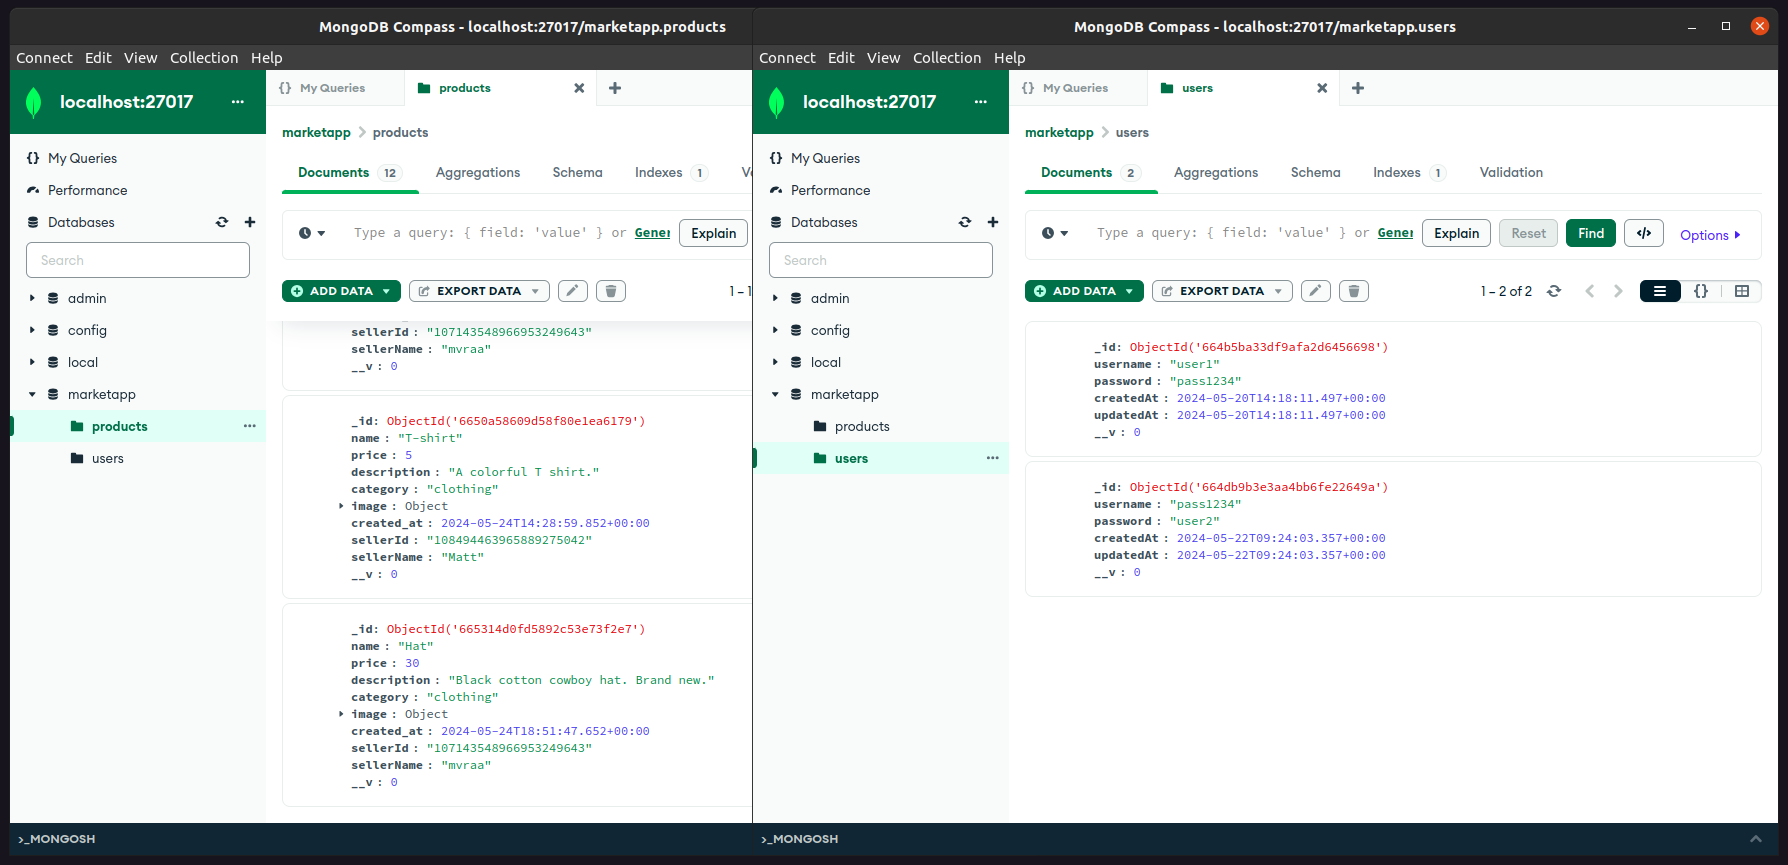 MongoDB Compass - localhost:27017/marketapp.products
Connect Edit View Collection Help
localhost:27017
My Queries
Performance
Databases
Search
admin
config
local
marketapp
products
users
{} My Queries
products
marketapp > products
Documents 12 Aggregations Schema Indexes 1
Type a query: { field: 'value' } or Gener
Explain
ADD DATA EXPORT DATA 1 – 1
sellerId : "107143548966953249643"
sellerName : "mvraa"
__v : 0
_id: ObjectId('6650a58609d58f80e1ea6179')
name : "T-shirt"
price : 5
description : "A colorful T shirt."
category : "clothing"
image : Object
created_at : 2024-05-24T14:28:59.852+00:00
sellerId : "108494463965889275042"
sellerName : "Matt"
__v : 0
_id: ObjectId('665314d0fd5892c53e73f2e7')
name : "Hat"
price : 30
description : "Black cotton cowboy hat. Brand new."
category : "clothing"
image : Object
created_at : 2024-05-24T18:51:47.652+00:00
sellerId : "107143548966953249643"
sellerName : "mvraa"
__v : 0
>_MONGOSH
MongoDB Compass - localhost:27017/marketapp.users
Connect Edit View Collection Help
localhost:27017
{} My Queries
Performance
Databases
Search
admin
config
local
marketapp
products
users
{} My Queries
users
marketapp > users
Documents 2 Aggregations Schema Indexes 1 Validation
Type a query: { field: 'value' } or Gener
Explain Reset Find </> Options
ADD DATA EXPORT DATA 1 – 2 of 2 {}
_id: ObjectId('664b5ba33df9afa2d6456698')
username : "user1"
password : "pass1234"
createdAt : 2024-05-20T14:18:11.497+00:00
updatedAt : 2024-05-20T14:18:11.497+00:00
__v : 0
_id: ObjectId('664db9b3e3aa4bb6fe22649a')
username : "pass1234"
password : "user2"
createdAt : 2024-05-22T09:24:03.357+00:00
updatedAt : 2024-05-22T09:24:03.357+00:00
__v : 0
>_MONGOSH